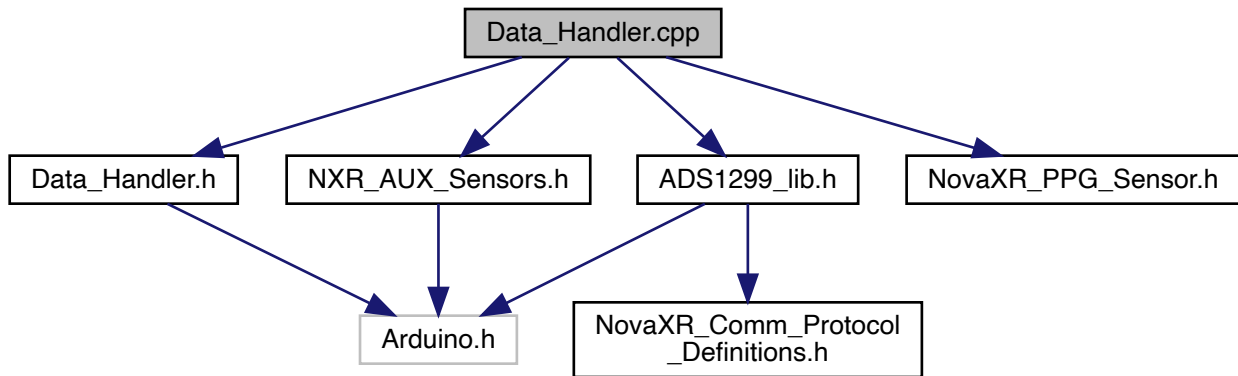 Data_Handler.cpp
Data_Handler.h
NXR_AUX_Sensors.h
ADS1299_lib.h
NovaXR_PPG_Sensor.h
Arduino.h
NovaXR_Comm_Protocol
_Definitions.h